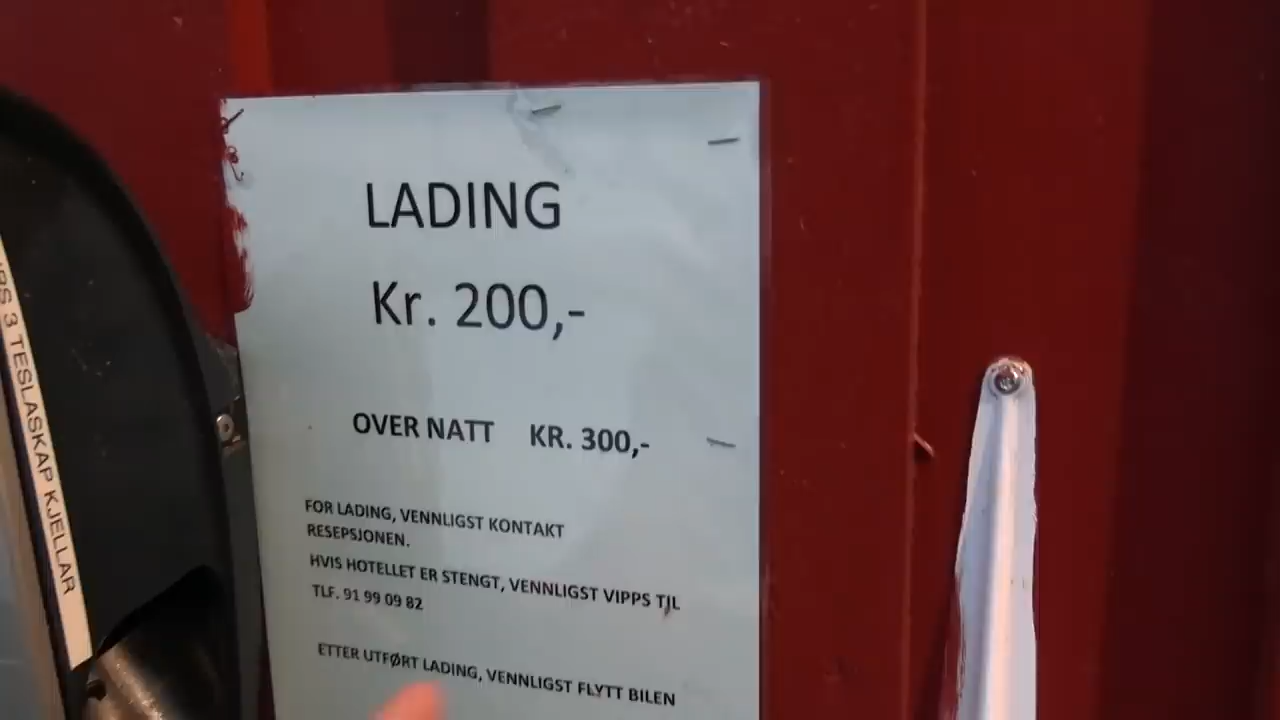 LADING
Kr. 200,-
OVER NATT KR. 300,-
FOR LADING, VENNLIGST KONTAKT
RESEPSJONEN.
HVIS HOTELLET ER STENGT, VENNLIGST VIPPS TIL
TLF. 91 99 09 82
ETTER UTFØRT LADING, VENNLIGST FLYTT BILEN
3 TESLASKAP KJELLAR